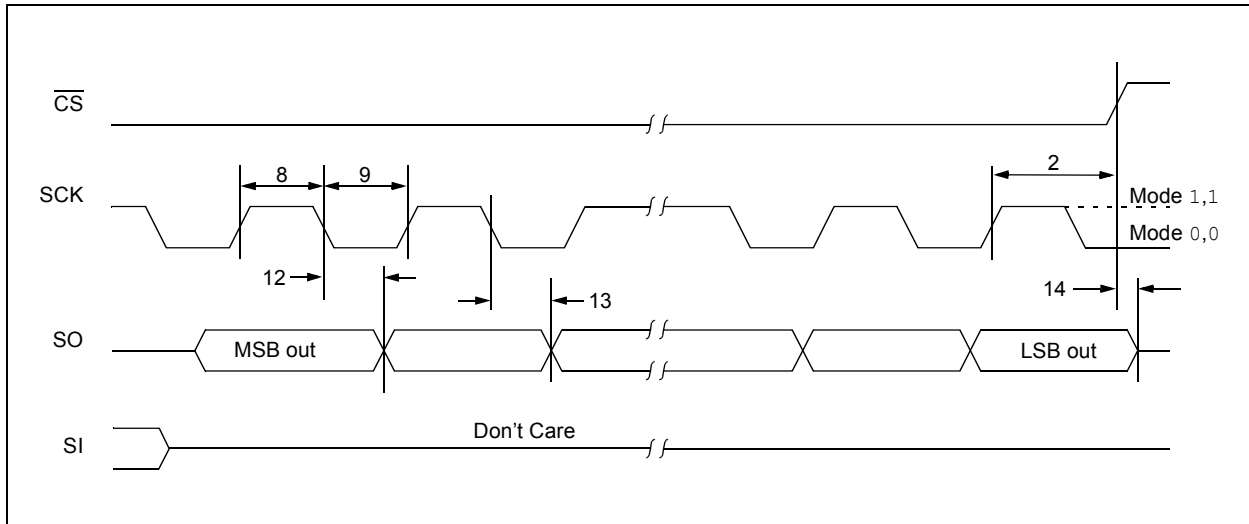 CS
SCK
8
9
2
Mode 1,1
Mode 0,0
12
13
14
SO
MSB out
LSB out
SI
Don't Care